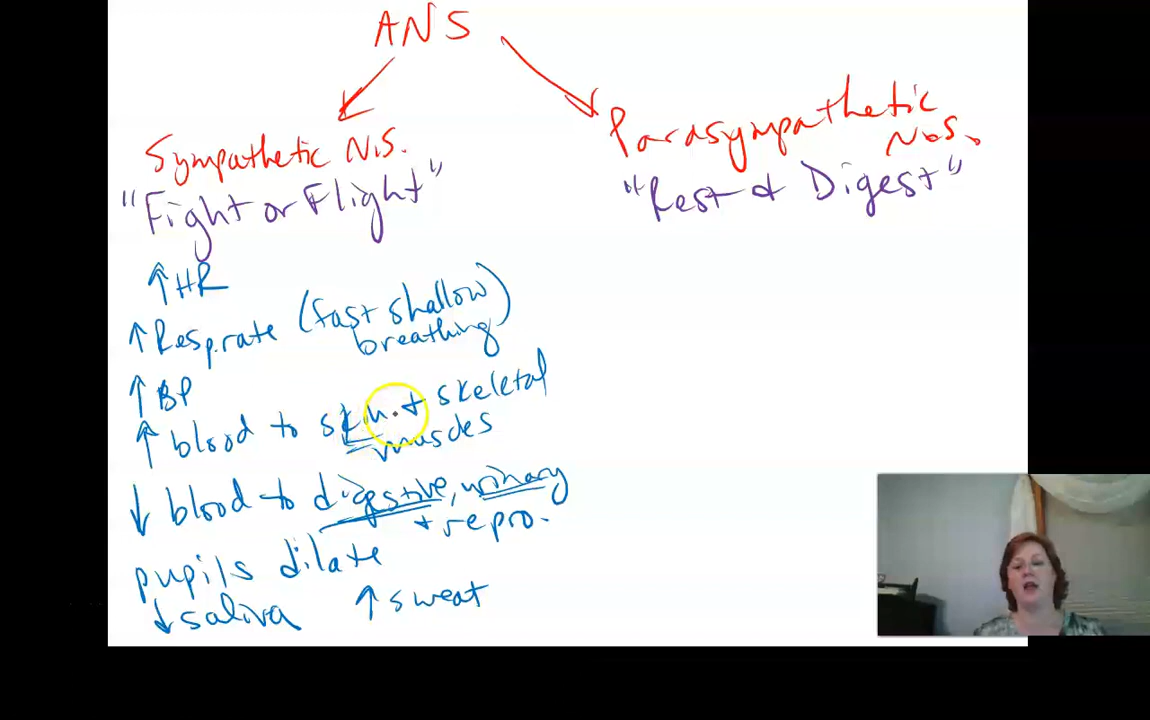 ANS
Sympathetic N.S.
Parasympathetic
N.S.
"Fight or Flight"
"Rest & Digest"
↑ HR
↑ Resp. rate (fast shallow
breathing)
↑ BP
↑ blood to skin + skeletal
muscles
↓ blood to digestive, urinary
+ repro.
pupils dilate
↓ saliva ↑ sweat